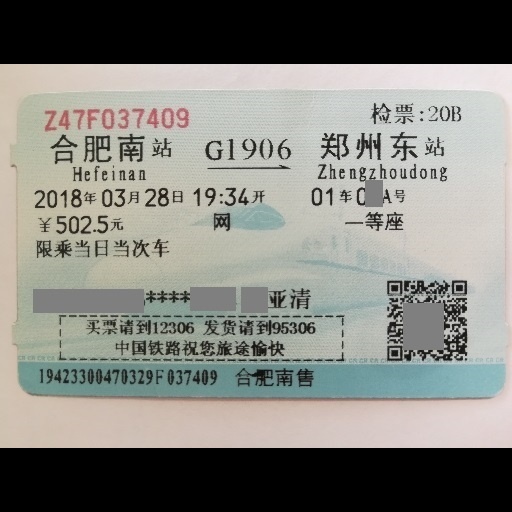 Z47F037409 检票:20B
合肥南站 G1906 郑州东站
Hefeinan Zhengzhoudong
2018年03月28日19:34开 01车0 A号
￥502.5元 网 一等座
限乘当日当次车
**** 亚清
买票请到12306 发货请到95306
中国铁路祝您旅途愉快
19423300470329F037409 合肥南售